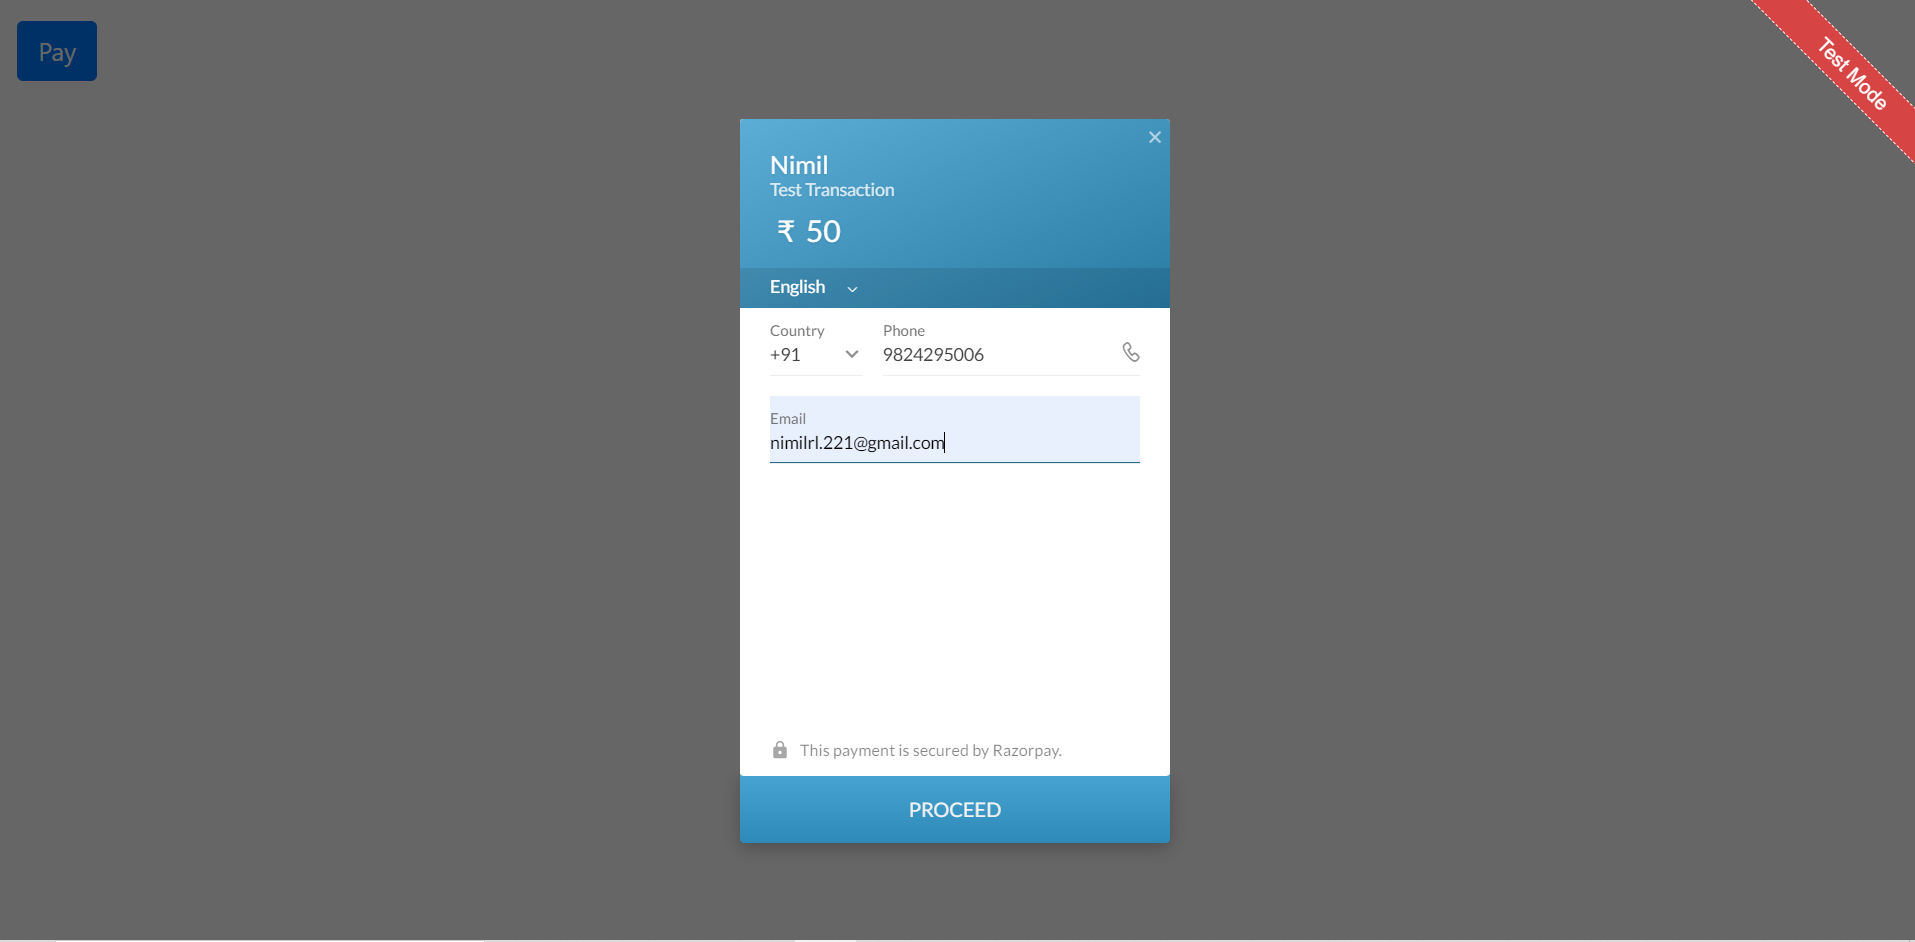 Pay
Test Mode
Nimil
Test Transaction
₹ 50
English
Country
+91
Phone
9824295006
Email
nimilrl.221@gmail.com
This payment is secured by Razorpay.
PROCEED